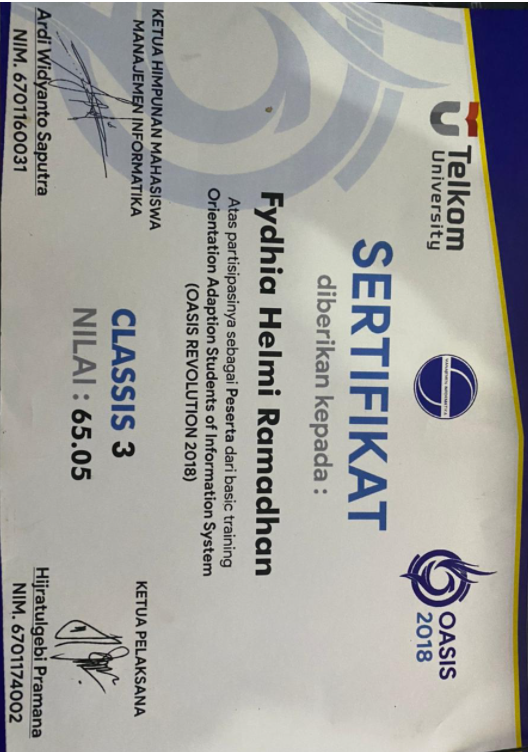 Telkom
University
MANAJEMEN INFORMATIKA
OASIS
2018
SERTIFIKAT
diberikan kepada :
Fydhia Helmi Ramadhan
Atas partisipasinya sebagai Peserta dari basic training
Orientation Adaption Students of Information System
(OASIS REVOLUTION 2018)
CLASSIS 3
NILAI : 65.05
KETUA HIMPUNAN MAHASISWA
MANAJEMEN INFORMATIKA
Ardi Widyanto Saputra
NIM. 6701160031
KETUA PELAKSANA
Hijratulgebi Pramana
NIM. 6701174002